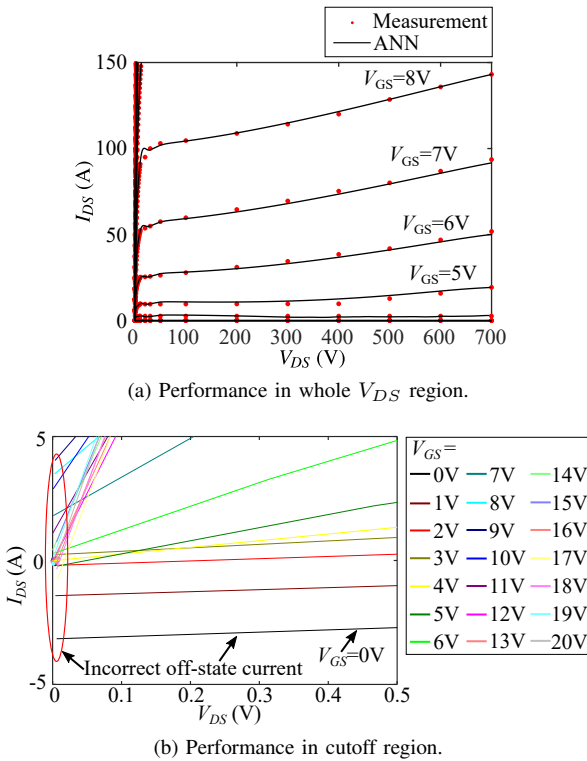 Measurement
ANN
150
100
50
0
I_DS (A)
V_GS=8V
V_GS=7V
V_GS=6V
V_GS=5V
0 100 200 300 400 500 600 700
V_DS (V)
(a) Performance in whole V_DS region.
5
0
-5
I_DS (A)
Incorrect off-state current
V_GS=0V
0 0.1 0.2 0.3 0.4 0.5
V_DS (V)
V_GS=
0V 7V 14V
1V 8V 15V
2V 9V 16V
3V 10V 17V
4V 11V 18V
5V 12V 19V
6V 13V 20V
(b) Performance in cutoff region.